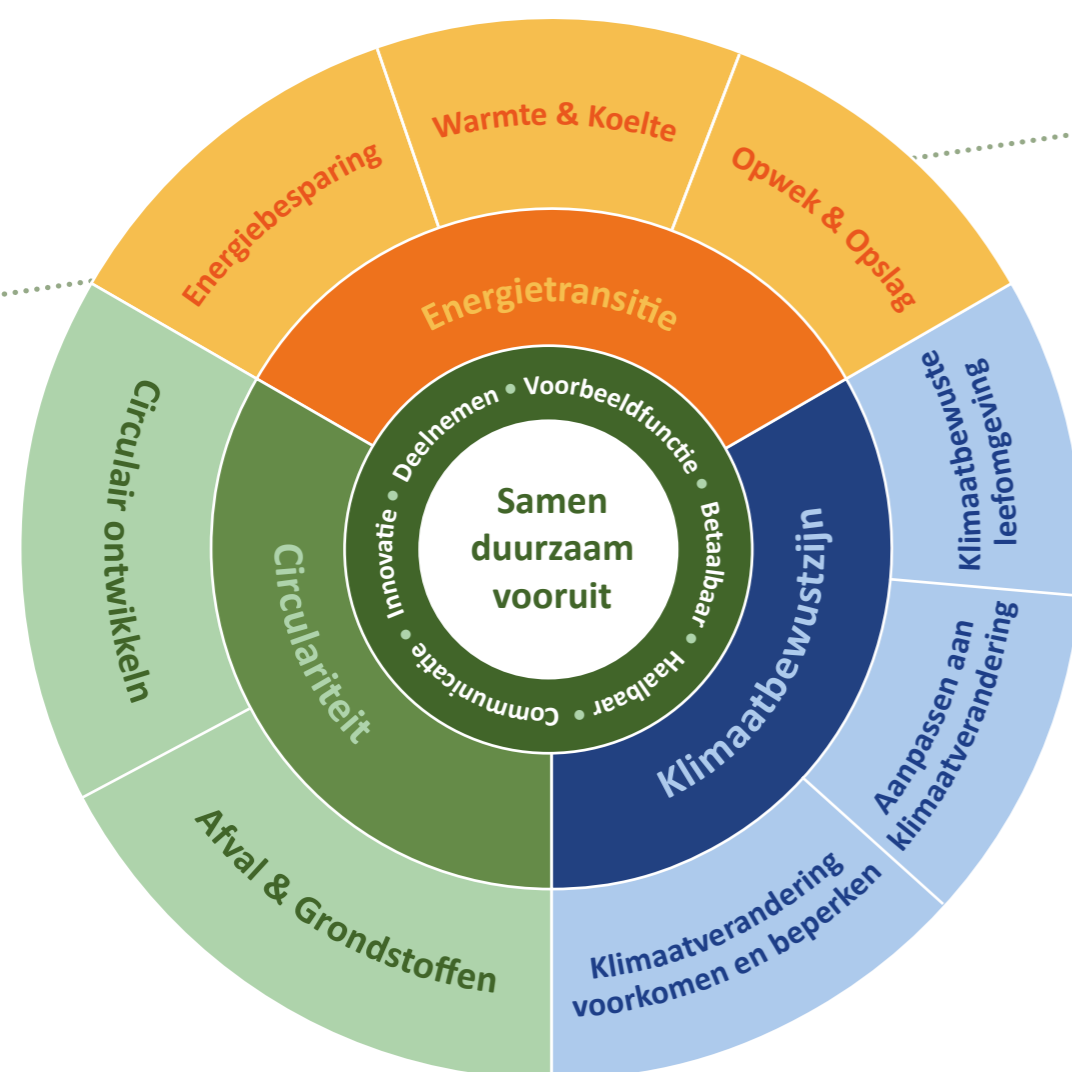 Energiebesparing
Warmte & Koelte
Opwek & Opslag
Energietransitie
Klimaatbewuste
leefomgeving
Aanpassen aan
klimaatverandering
Klimaatverandering
voorkomen en beperken
Klimaatbewustzijn
Circulair ontwikkeln
Afval & Grondstoffen
Circulariteit
Deelnemen • Voorbeeldfunctie • Betaalbaar • Haalbaar • Communicatie • Innovatie •
Samen
duurzaam
vooruit